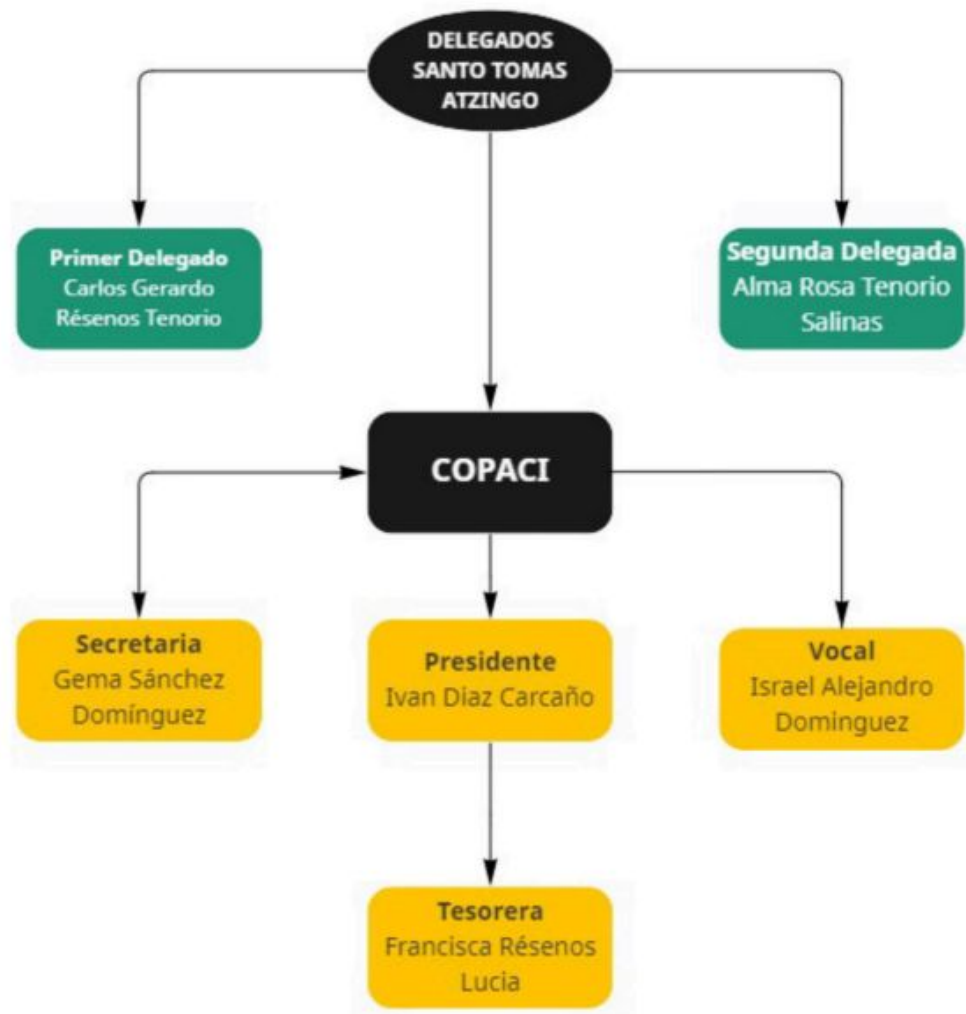 DELEGADOS
SANTO TOMAS
ATZINGO
Primer Delegado
Carlos Gerardo
Résenos Tenorio
Segunda Delegada
Alma Rosa Tenorio
Salinas
COPACI
Secretaria
Gema Sánchez
Domínguez
Presidente
Ivan Diaz Carcaño
Vocal
Israel Alejandro
Dominguez
Tesorera
Francisca Résenos
Lucia